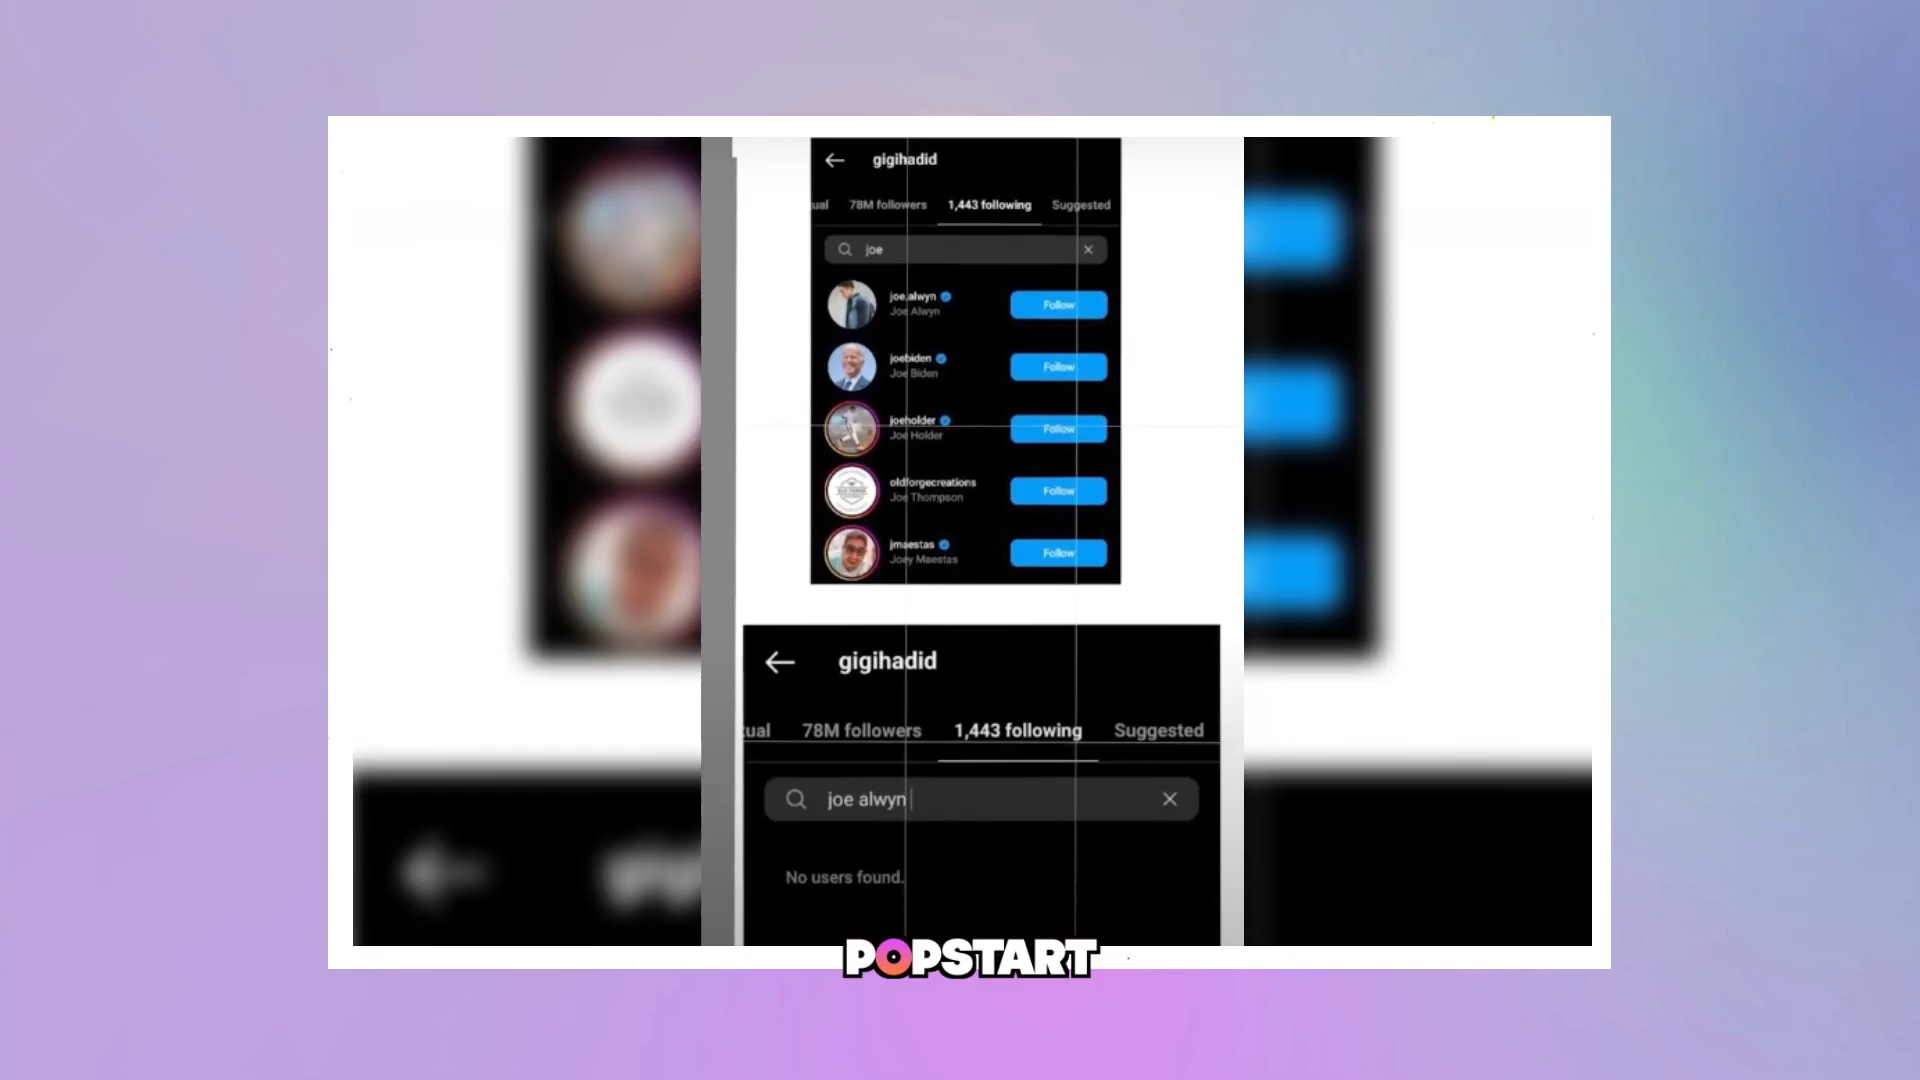 gigihadid
tual 78M followers 1,443 following Suggested
joe
joe.alwyn
Joe Alwyn
Follow
joebiden
Joe Biden
Follow
joeholder
Joe Holder
Follow
oldforgecreations
Joe Thompson
Follow
jmaestas
Joey Maestas
Follow
gigihadid
tual 78M followers 1,443 following Suggested
joe alwyn
No users found.
POPSTART